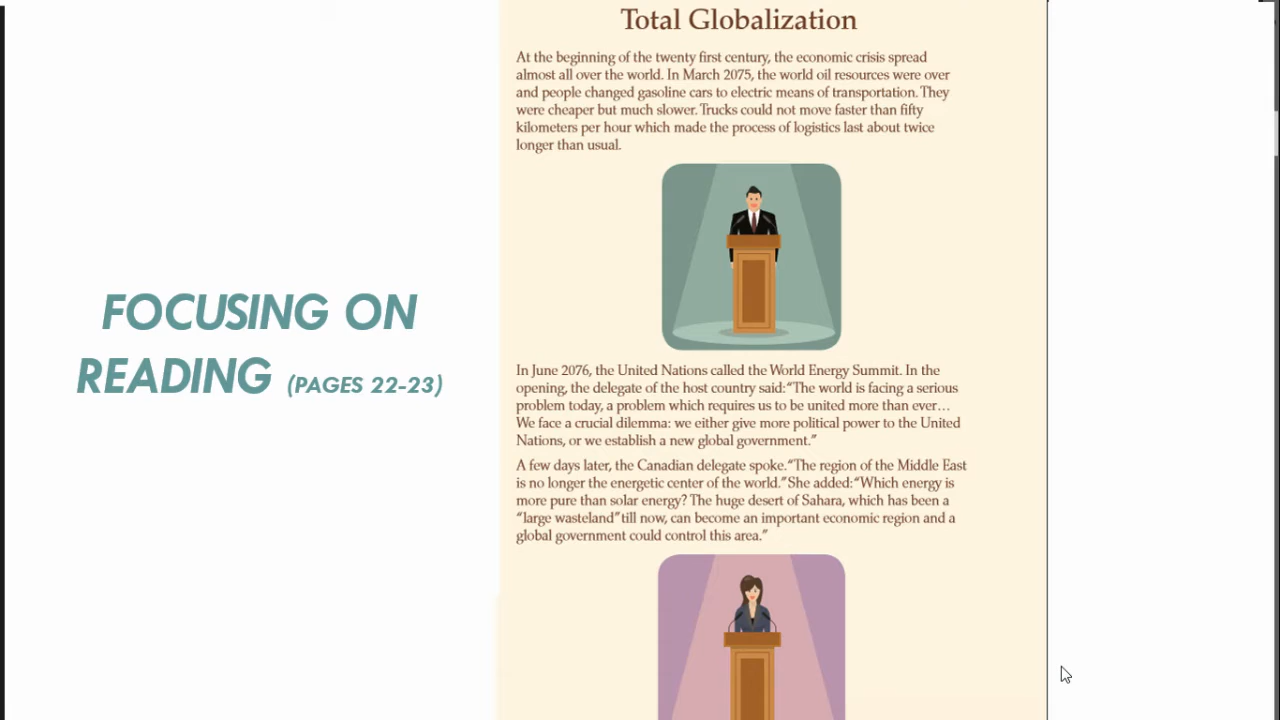 FOCUSING ON
READING (PAGES 22-23)
Total Globalization
At the beginning of the twenty first century, the economic crisis spread
almost all over the world. In March 2075, the world oil resources were over
and people changed gasoline cars to electric means of transportation. They
were cheaper but much slower. Trucks could not move faster than fifty
kilometers per hour which made the process of logistics last about twice
longer than usual.
In June 2076, the United Nations called the World Energy Summit. In the
opening, the delegate of the host country said:“The world is facing a serious
problem today, a problem which requires us to be united more than ever…
We face a crucial dilemma: we either give more political power to the United
Nations, or we establish a new global government.”
A few days later, the Canadian delegate spoke.“The region of the Middle East
is no longer the energetic center of the world.”She added:“Which energy is
more pure than solar energy? The huge desert of Sahara, which has been a
“large wasteland”till now, can become an important economic region and a
global government could control this area.”